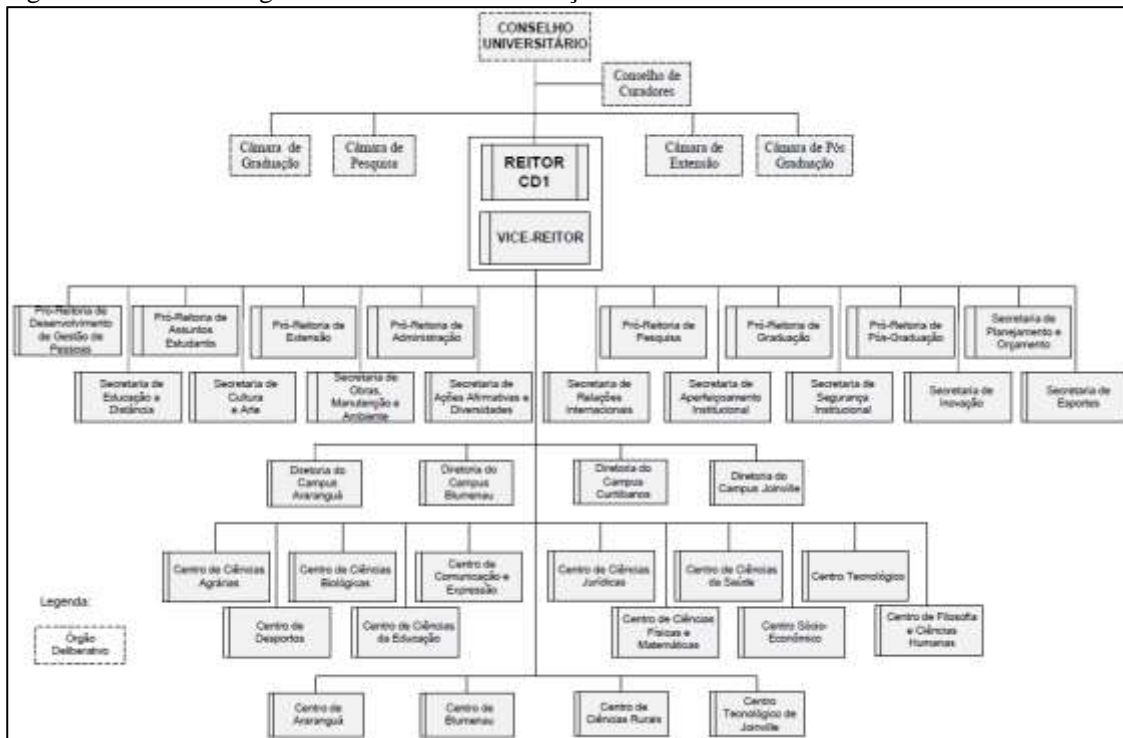 CONSELHO
UNIVERSITÁRIO
Conselho de
Curadores
Câmara de
Graduação
Câmara de
Pesquisa
Câmara de
Extensão
Câmara de Pós
Graduação
REITOR
CD1
VICE-REITOR
Pró-Reitoria de
Desenvolvimento
de Gestão de
Pessoas
Pró-Reitoria de
Assuntos
Estudantis
Pró-Reitoria de
Extensão
Pró-Reitoria de
Administração
Pró-Reitoria de
Pesquisa
Pró-Reitoria de
Graduação
Pró-Reitoria de
Pós-Graduação
Secretaria de
Planejamento e
Orçamento
Secretaria de
Educação e
Distância
Secretaria de
Cultura
e Arte
Secretaria de
Obras,
Manutenção e
Ambiente
Secretaria de
Ações Afirmativas e
Diversidades
Secretaria de
Relações
Internacionais
Secretaria de
Aperfeiçoamento
Institucional
Secretaria de
Segurança
Institucional
Secretaria de
Inovação
Secretaria de
Esportes
Diretoria do
Campus
Araranguá
Diretoria do
Campus
Blumenau
Diretoria do
Campus
Curitibanos
Diretoria do
Campus Joinville
Centro de Ciências
Agrárias
Centro de Ciências
Biológicas
Centro de
Comunicação e
Expressão
Centro de Ciências
Jurídicas
Centro de Ciências
da Saúde
Centro Tecnológico
Legenda:
Órgão
Deliberativo
Centro de
Desportos
Centro de Ciências
da Educação
Centro de Ciências
Físicas e
Matemáticas
Centro Sócio-
Econômico
Centro de Filosofia
e Ciências
Humanas
Centro de
Araranguá
Centro de
Blumenau
Centro de
Ciências Rurais
Centro
Tecnológico de
Joinville